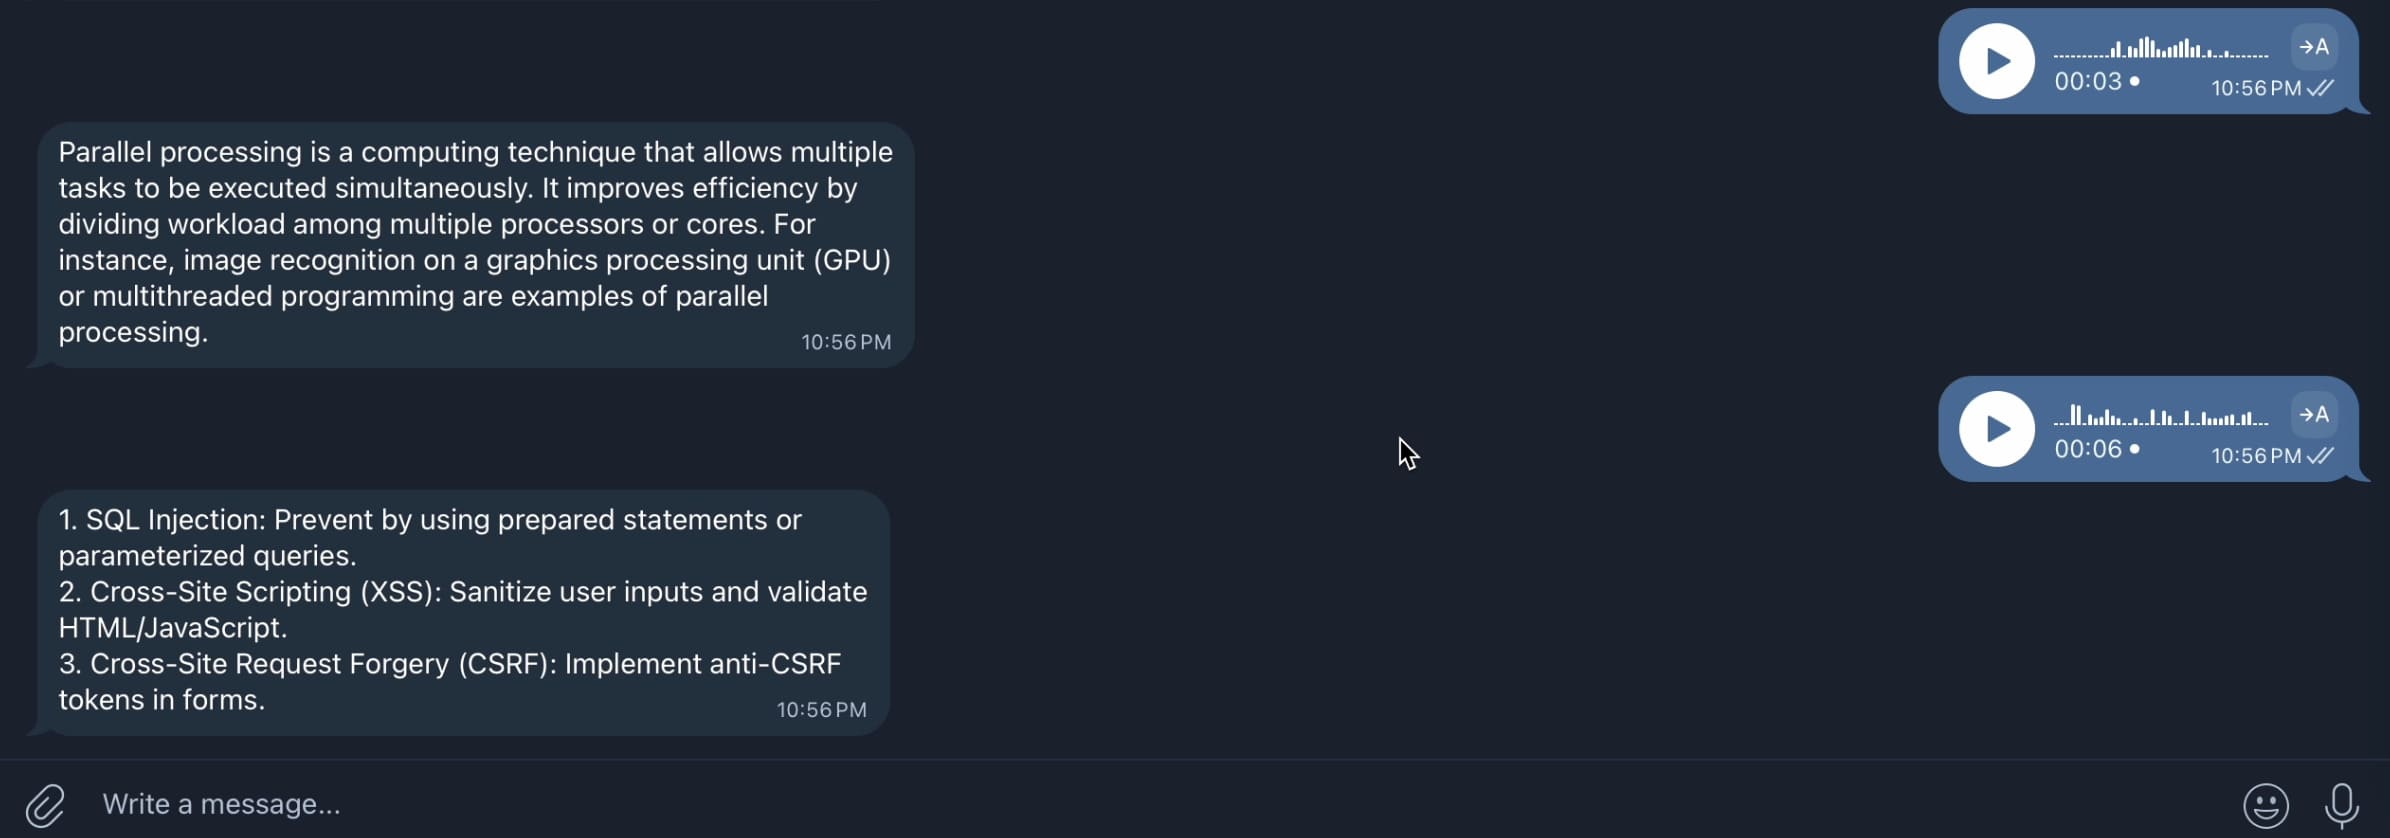 →A
00:03
10:56 PM
Parallel processing is a computing technique that allows multiple
tasks to be executed simultaneously. It improves efficiency by
dividing workload among multiple processors or cores. For
instance, image recognition on a graphics processing unit (GPU)
or multithreaded programming are examples of parallel
processing.
10:56 PM
→A
00:06
10:56 PM
1. SQL Injection: Prevent by using prepared statements or
parameterized queries.
2. Cross-Site Scripting (XSS): Sanitize user inputs and validate
HTML/JavaScript.
3. Cross-Site Request Forgery (CSRF): Implement anti-CSRF
tokens in forms.
10:56 PM
Write a message...